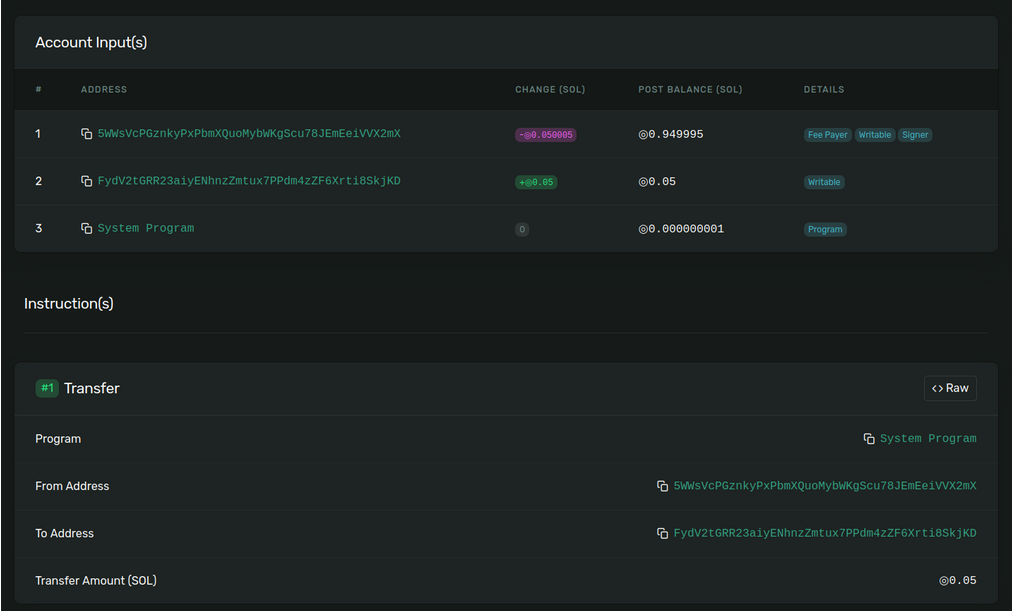 Account Input(s)
# ADDRESS CHANGE (SOL) POST BALANCE (SOL) DETAILS
1 5WWsVcPGznkyPxPbmXQuoMybWKgScu78JEmEeiVVX2mX -◎0.050005 ◎0.949995 Fee Payer Writable Signer
2 FydV2tGRR23aiyENhnzZmtux7PPdm4zZF6Xrti8SkjKD +◎0.05 ◎0.05 Writable
3 System Program 0 ◎0.000000001 Program
Instruction(s)
#1 Transfer <> Raw
Program System Program
From Address 5WWsVcPGznkyPxPbmXQuoMybWKgScu78JEmEeiVVX2mX
To Address FydV2tGRR23aiyENhnzZmtux7PPdm4zZF6Xrti8SkjKD
Transfer Amount (SOL) ◎0.05